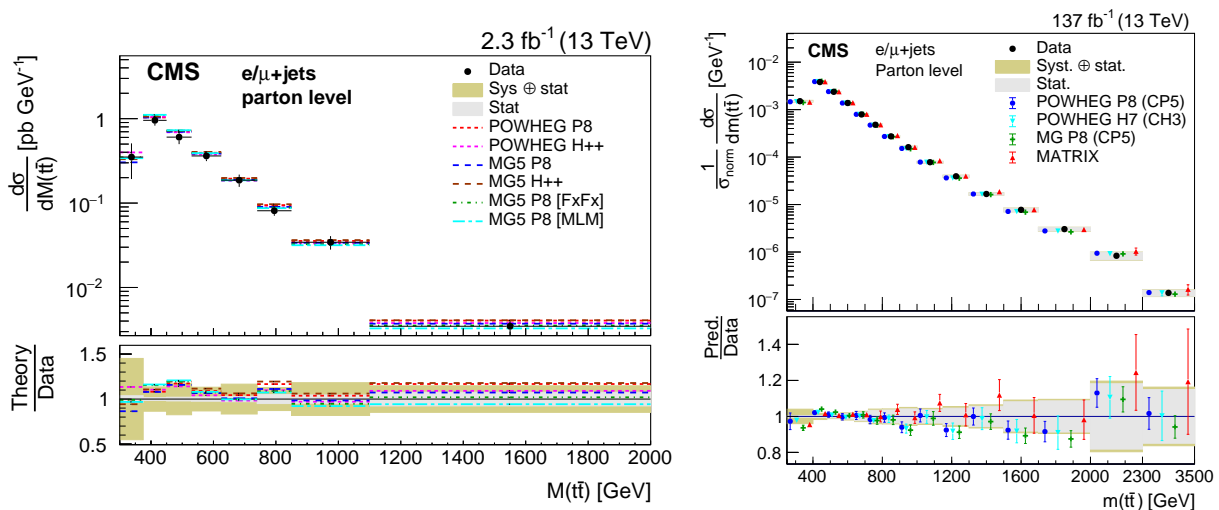 2.3 fb⁻¹ (13 TeV)
CMS
e/μ+jets
parton level
Data
Sys ⊕ stat
Stat
POWHEG P8
POWHEG H++
MG5 P8
MG5 H++
MG5 P8 [FxFx]
MG5 P8 [MLM]
dσ/dM(tt̄) [pb GeV⁻¹]
1
10⁻¹
10⁻²
Theory/Data
1.5
1
0.5
400 600 800 1000 1200 1400 1600 1800 2000
M(tt̄) [GeV]
137 fb⁻¹ (13 TeV)
CMS
e/μ+jets
Parton level
Data
Syst. ⊕ stat.
Stat.
POWHEG P8 (CP5)
POWHEG H7 (CH3)
MG P8 (CP5)
MATRIX
1/σnorm dσ/dm(tt̄) [GeV⁻¹]
10⁻²
10⁻³
10⁻⁴
10⁻⁵
10⁻⁶
10⁻⁷
Pred./Data
1.4
1.2
1.0
0.8
400 800 1200 1600 2000 2300 3500
m(tt̄) [GeV]